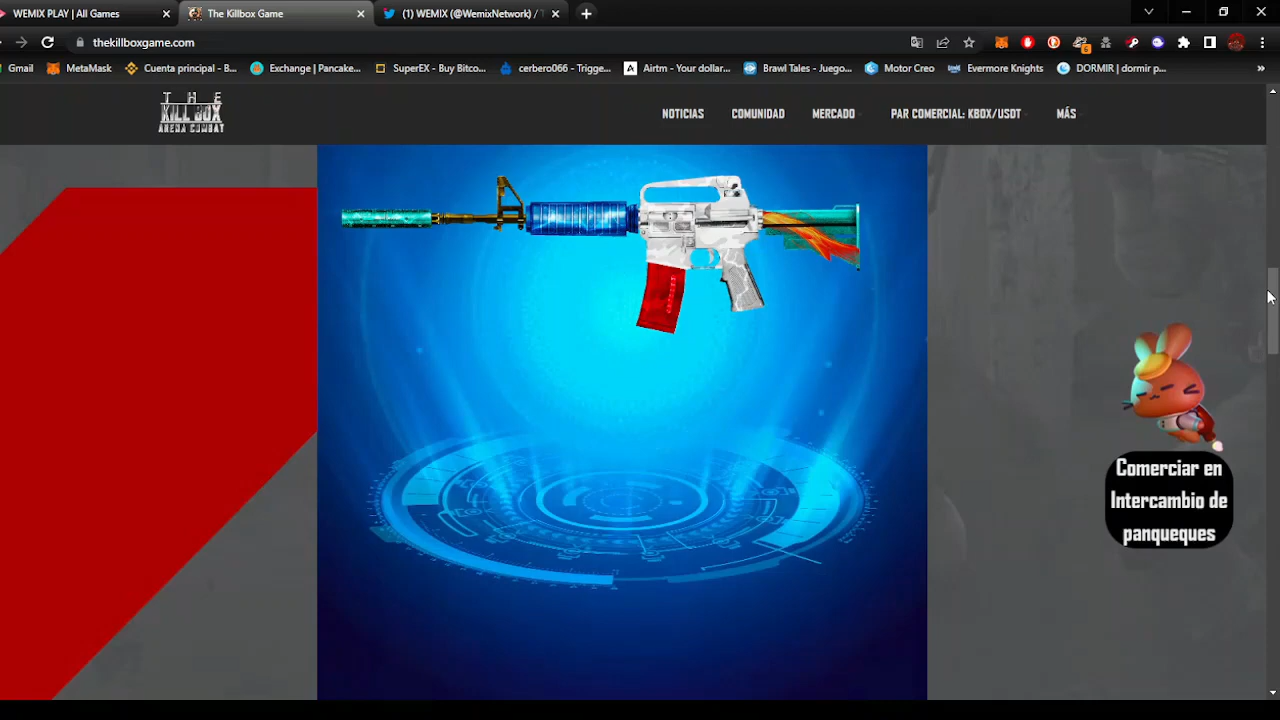 WEMIX PLAY | All Games
The Killbox Game
(1) WEMIX (@WemixNetwork) / T
thekillboxgame.com
6
Gmail
MetaMask
Cuenta principal - B...
Exchange | Pancake...
SuperEX - Buy Bitco...
cerbero066 - Trigge...
Airtm - Your dollar...
Brawl Tales - Juego...
Motor Creo
Evermore Knights
DORMIR | dormir p...
»
THE
KILL BOX
ARENA COMBAT
NOTICIAS
COMUNIDAD
MERCADO
PAR COMERCIAL: KBOX/USDT
MÁS
Comerciar en
Intercambio de
panqueques